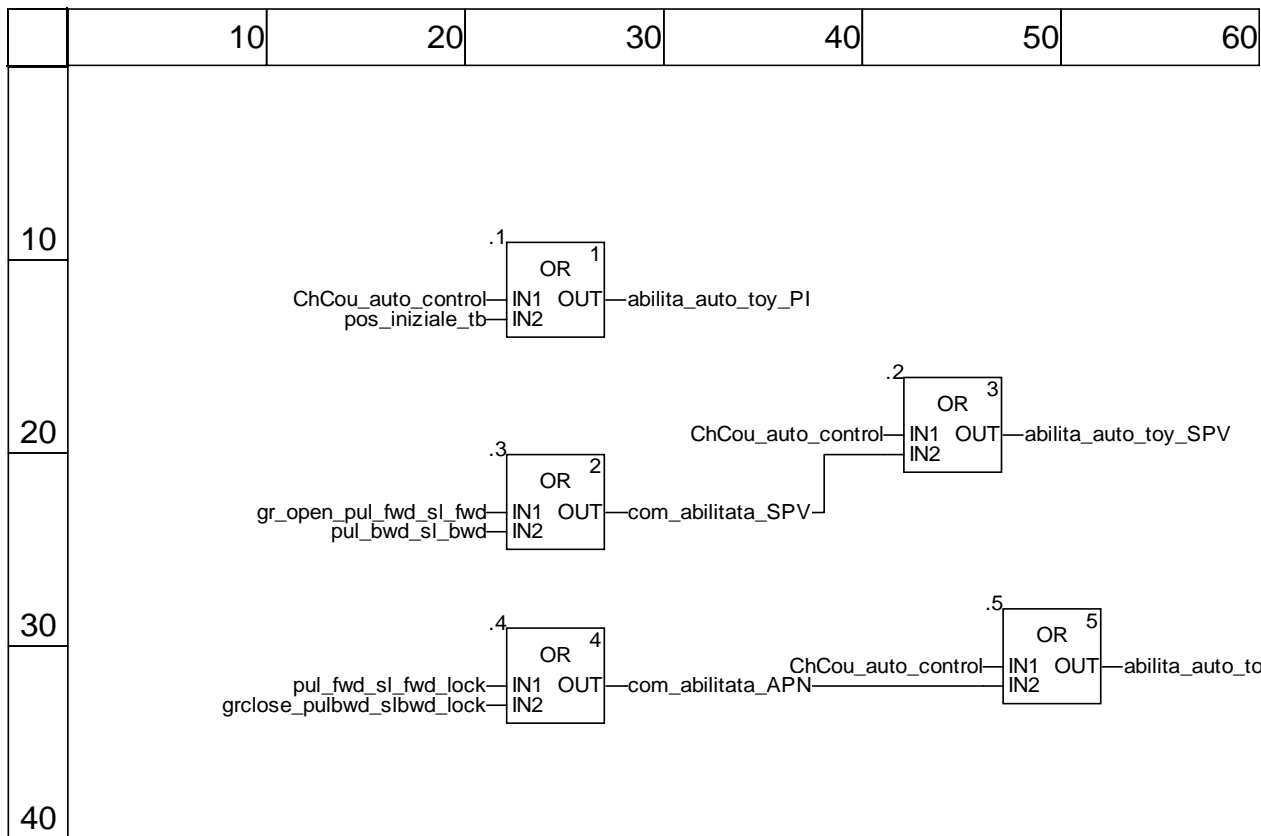 10 20 30 40 50 60
10
.1 1
OR
ChCou_auto_control IN1 OUT abilita_auto_toy_PI
pos_iniziale_tb IN2
.2 3
OR
20
ChCou_auto_control IN1 OUT abilita_auto_toy_SPV
IN2
.3 2
OR
gr_open_pul_fwd_sl_fwd IN1 OUT com_abilitata_SPV
pul_bwd_sl_bwd IN2
30
.4 4
OR
pul_fwd_sl_fwd_lock IN1 OUT com_abilitata_APN
grclose_pulbwd_slbwd_lock IN2
.5 5
OR
ChCou_auto_control IN1 OUT abilita_auto_to
IN2
40